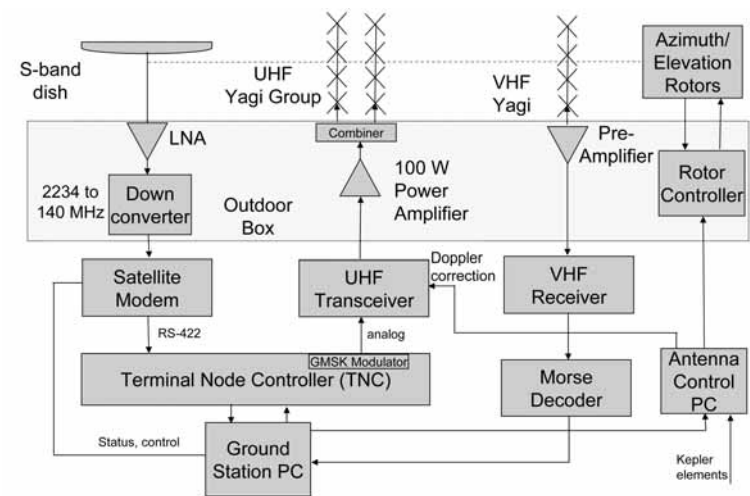 S-band
dish
UHF
Yagi Group
VHF
Yagi
Azimuth/
Elevation
Rotors
LNA
Combiner
Pre-
Amplifier
2234 to
140 MHz
Down
converter
Outdoor
Box
100 W
Power
Amplifier
Rotor
Controller
Satellite
Modem
UHF
Transceiver
Doppler
correction
VHF
Receiver
RS-422
analog
GMSK Modulator
Terminal Node Controller (TNC)
Morse
Decoder
Antenna
Control
PC
Status, control
Ground
Station PC
Kepler
elements